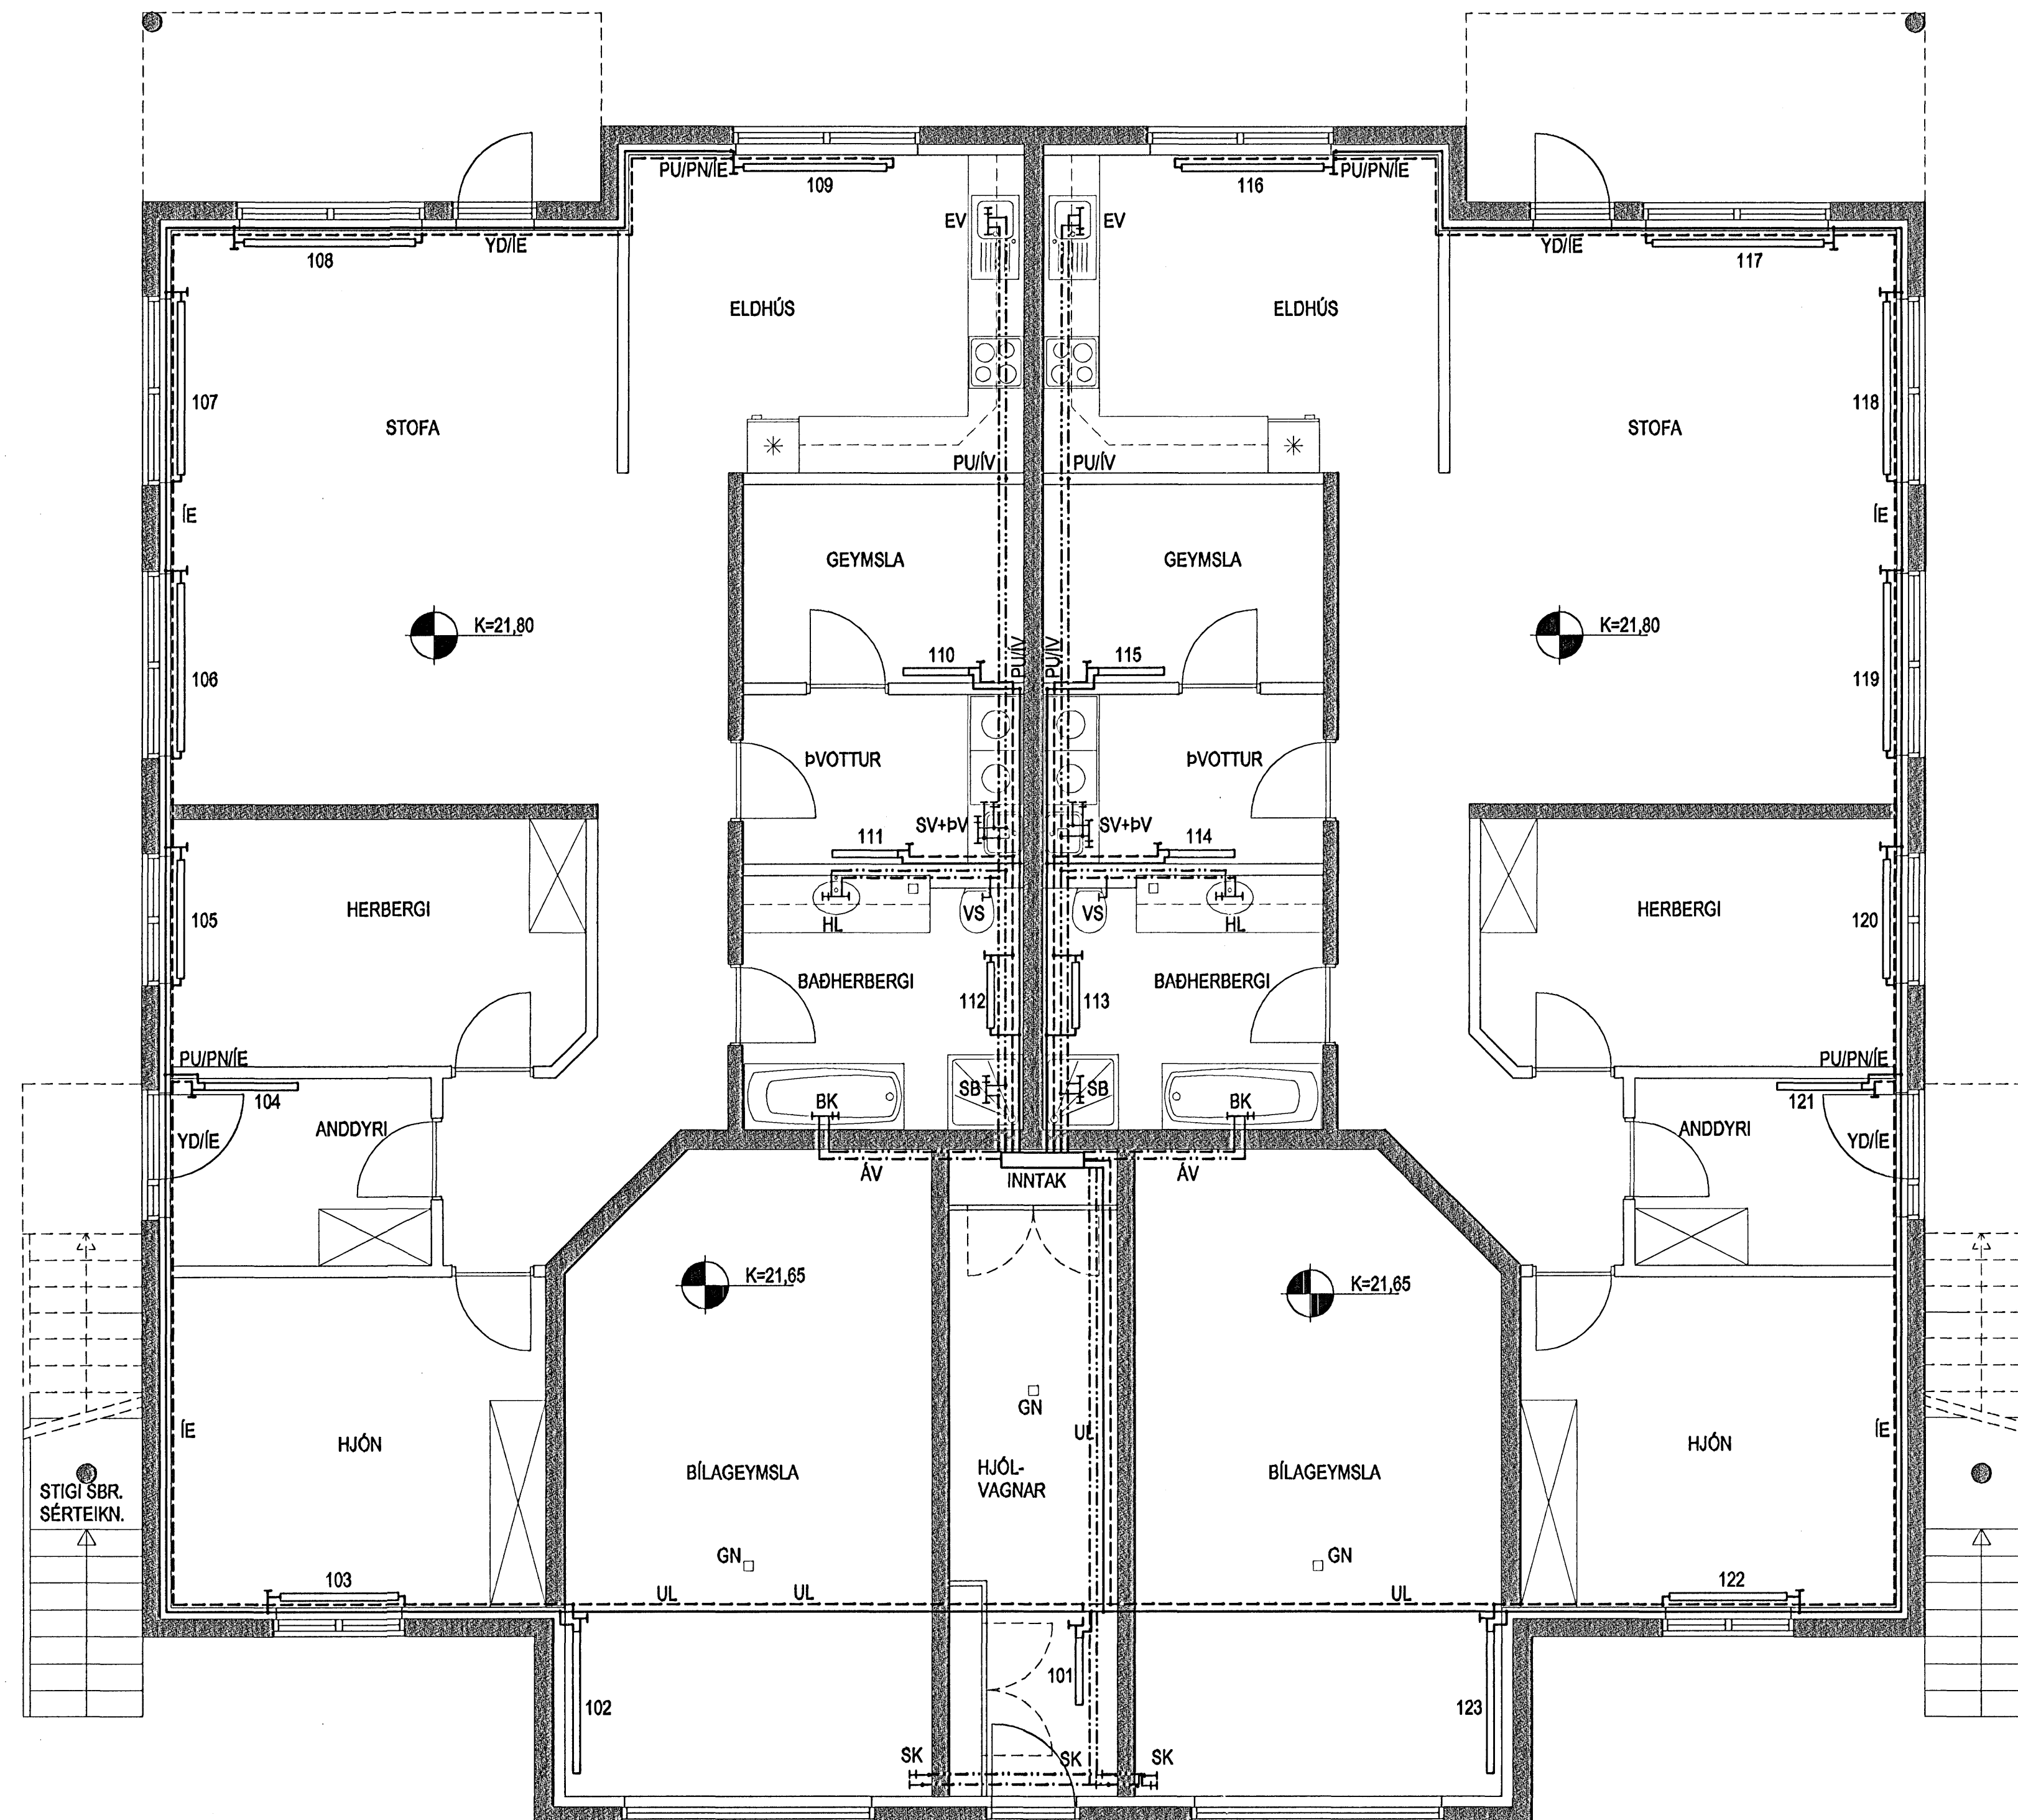 PU/PN/ÍE
109
116
PU/PN/ÍE
EV
EV
108
YD/ÍE
YD/ÍE
117
ELDHÚS
ELDHÚS
107
118
STOFA
STOFA
PU/ÍV
PU/ÍV
ÍE
ÍE
GEYMSLA
GEYMSLA
K=21,80
K=21,80
110
PU/ÍV
PU/ÍV
115
106
119
ÞVOTTUR
ÞVOTTUR
SV+ÞV
SV+ÞV
111
114
105
HERBERGI
HL
VS
VS
HL
HERBERGI
120
BAÐHERBERGI
112
113
BAÐHERBERGI
PU/PN/ÍE
PU/PN/ÍE
104
BK
SB
SB
BK
121
YD/ÍE
ANDDYRI
ANDDYRI
YD/ÍE
ÁV
INNTAK
ÁV
K=21,65
K=21,65
GN
ÍE
UL
ÍE
HJÓN
BÍLAGEYMSLA
HJÓL-
VAGNAR
BÍLAGEYMSLA
HJÓN
STIGI SBR.
SÉRTEIKN.
GN
GN
103
UL
UL
UL
122
102
101
123
SK
SK
SK